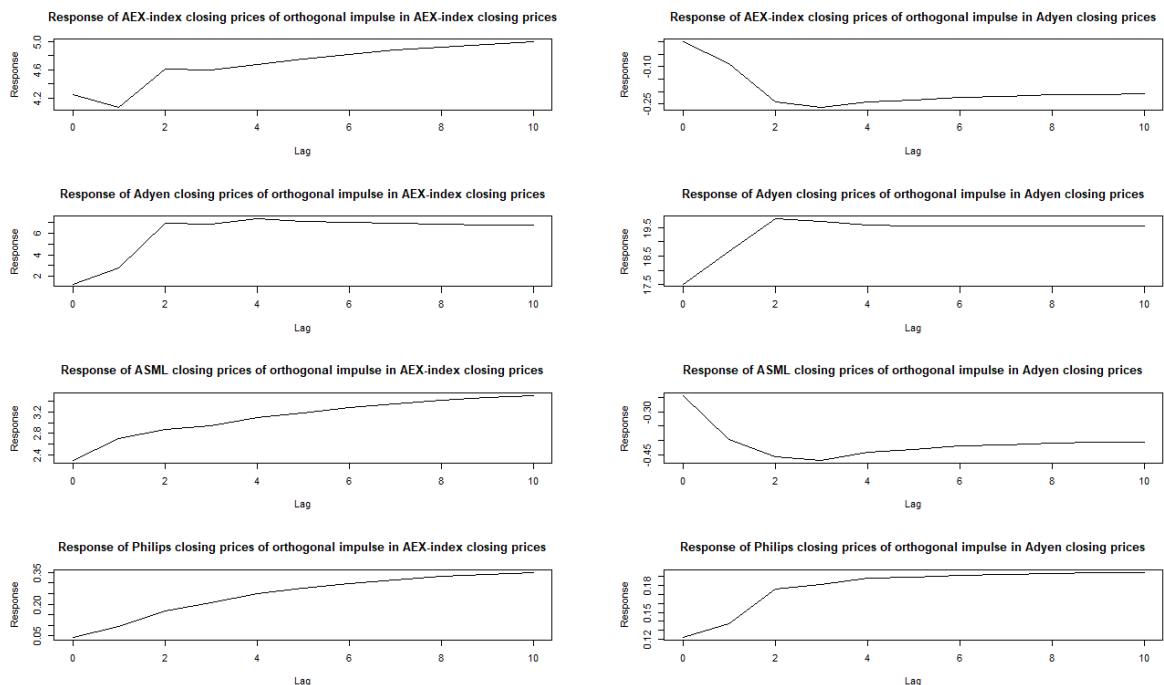 Response of AEX-index closing prices of orthogonal impulse in AEX-index closing prices
Response
5.0
4.6
4.2
0 2 4 6 8 10
Lag
Response of AEX-index closing prices of orthogonal impulse in Adyen closing prices
Response
-0.10
-0.25
0 2 4 6 8 10
Lag
Response of Adyen closing prices of orthogonal impulse in AEX-index closing prices
Response
6
4
2
0 2 4 6 8 10
Lag
Response of Adyen closing prices of orthogonal impulse in Adyen closing prices
Response
19.5
18.5
17.5
0 2 4 6 8 10
Lag
Response of ASML closing prices of orthogonal impulse in AEX-index closing prices
Response
3.2
2.8
2.4
0 2 4 6 8 10
Lag
Response of ASML closing prices of orthogonal impulse in Adyen closing prices
Response
-0.30
-0.45
0 2 4 6 8 10
Lag
Response of Philips closing prices of orthogonal impulse in AEX-index closing prices
Response
0.35
0.20
0.05
0 2 4 6 8 10
Lag
Response of Philips closing prices of orthogonal impulse in Adyen closing prices
Response
0.18
0.15
0.12
0 2 4 6 8 10
Lag